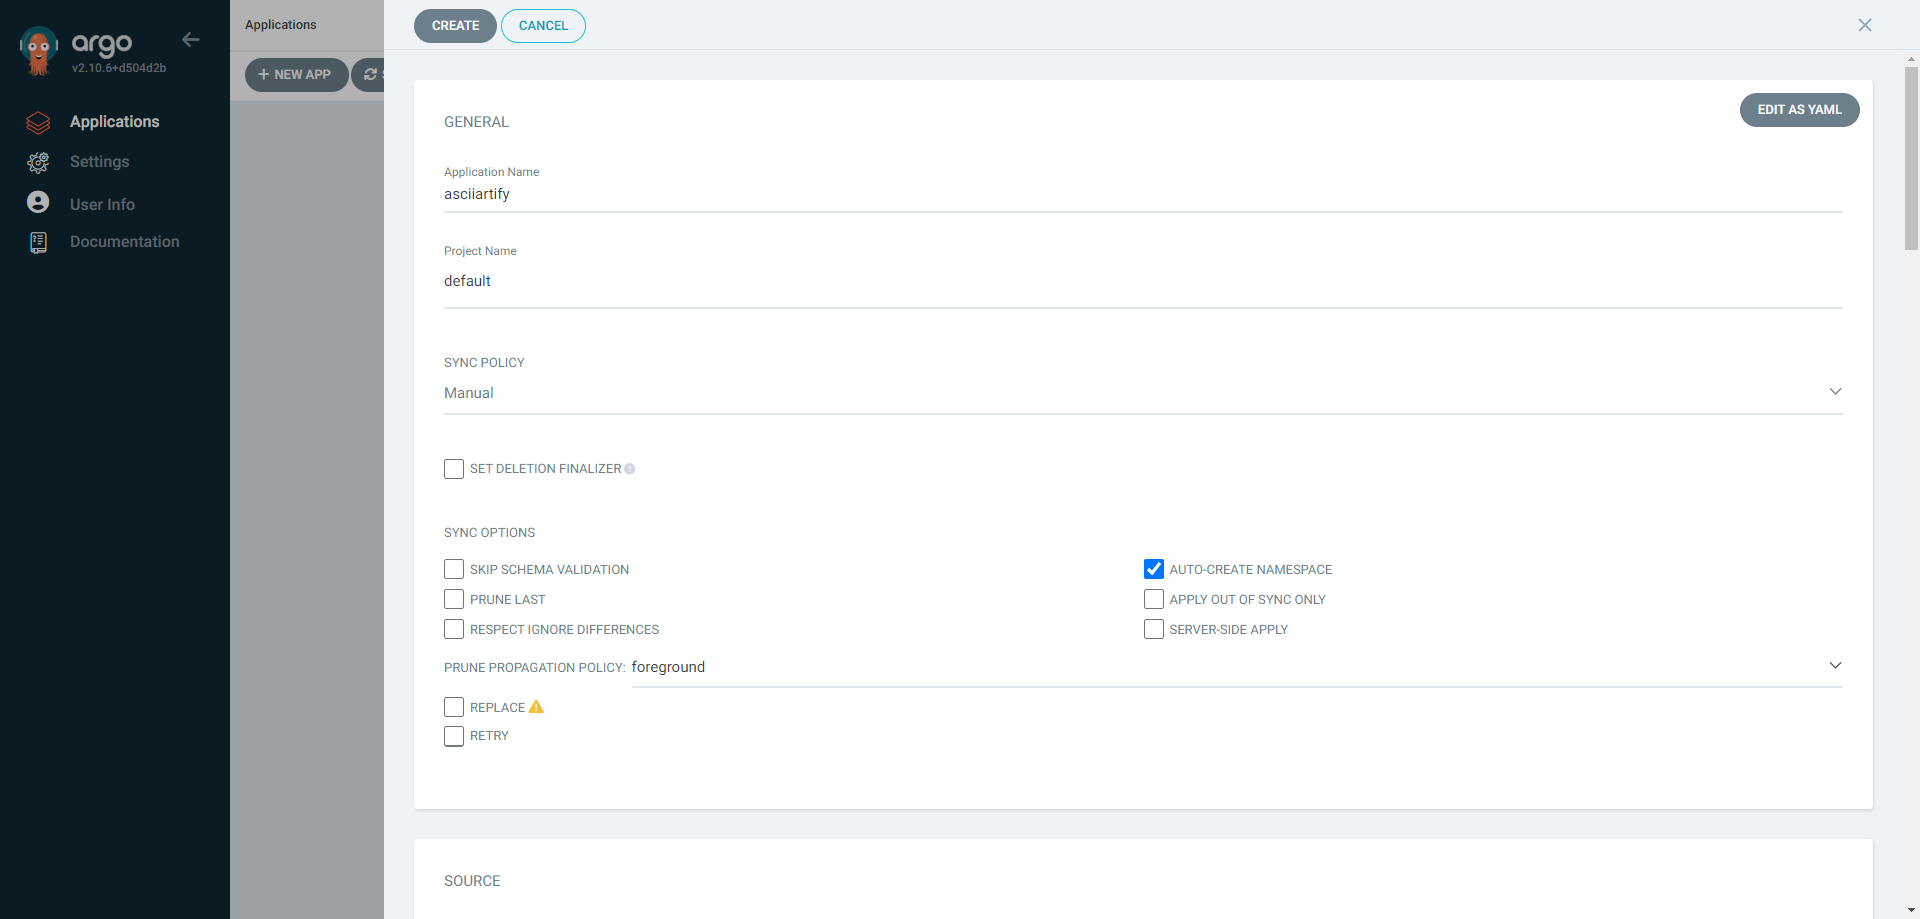 argo
v2.10.6+d504d2b
Applications
Settings
User Info
Documentation
Applications
NEW APP
CREATE
CANCEL
GENERAL
EDIT AS YAML
Application Name
asciiartify
Project Name
default
SYNC POLICY
Manual
SET DELETION FINALIZER
SYNC OPTIONS
SKIP SCHEMA VALIDATION
AUTO-CREATE NAMESPACE
PRUNE LAST
APPLY OUT OF SYNC ONLY
RESPECT IGNORE DIFFERENCES
SERVER-SIDE APPLY
PRUNE PROPAGATION POLICY: foreground
REPLACE
RETRY
SOURCE